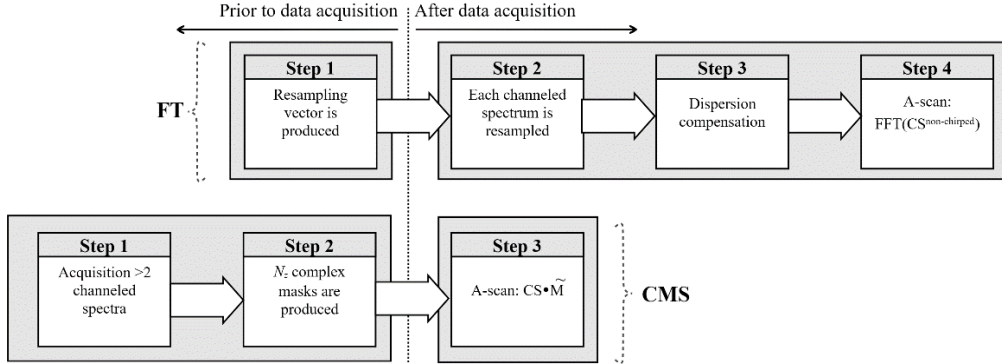 Prior to data acquisition
After data acquisition
FT
Step 1
Resampling
vector is
produced
Step 2
Each channeled
spectrum is
resampled
Step 3
Dispersion
compensation
Step 4
A-scan:
FFT(CSⁿᵒⁿ⁻ᶜʰⁱʳᵖᵉᵈ)
Step 1
Acquisition >2
channeled
spectra
Step 2
N_z complex
masks are
produced
Step 3
A-scan: CS•M̃
CMS